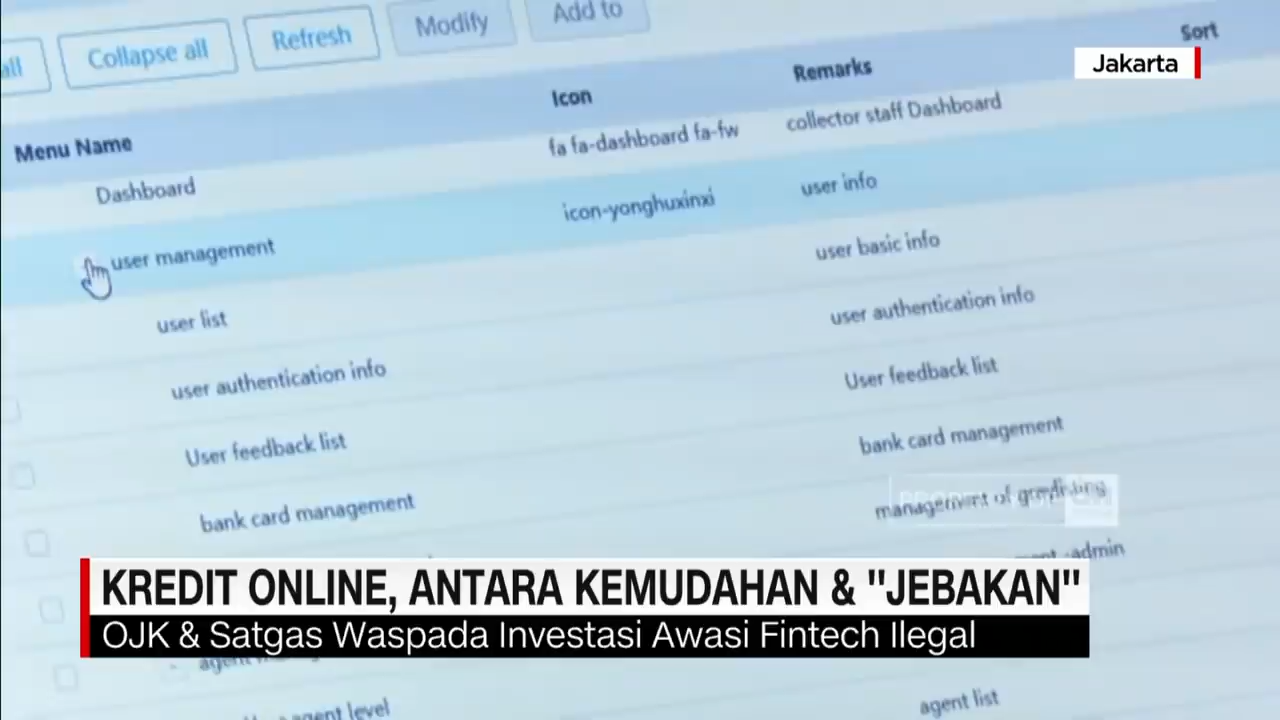 all
Collapse all
Refresh
Modify
Add to
Sort
Jakarta
Menu Name
Icon
Remarks
Dashboard
fa fa-dashboard fa-fw
collector staff Dashboard
user management
icon-yonghuxinxi
user info
user list
user basic info
user authentication info
user authentication info
User feedback list
User feedback list
bank card management
bank card management
management of
-admin
KREDIT ONLINE, ANTARA KEMUDAHAN & "JEBAKAN"
OJK & Satgas Waspada Investasi Awasi Fintech Ilegal
agent level
agent list